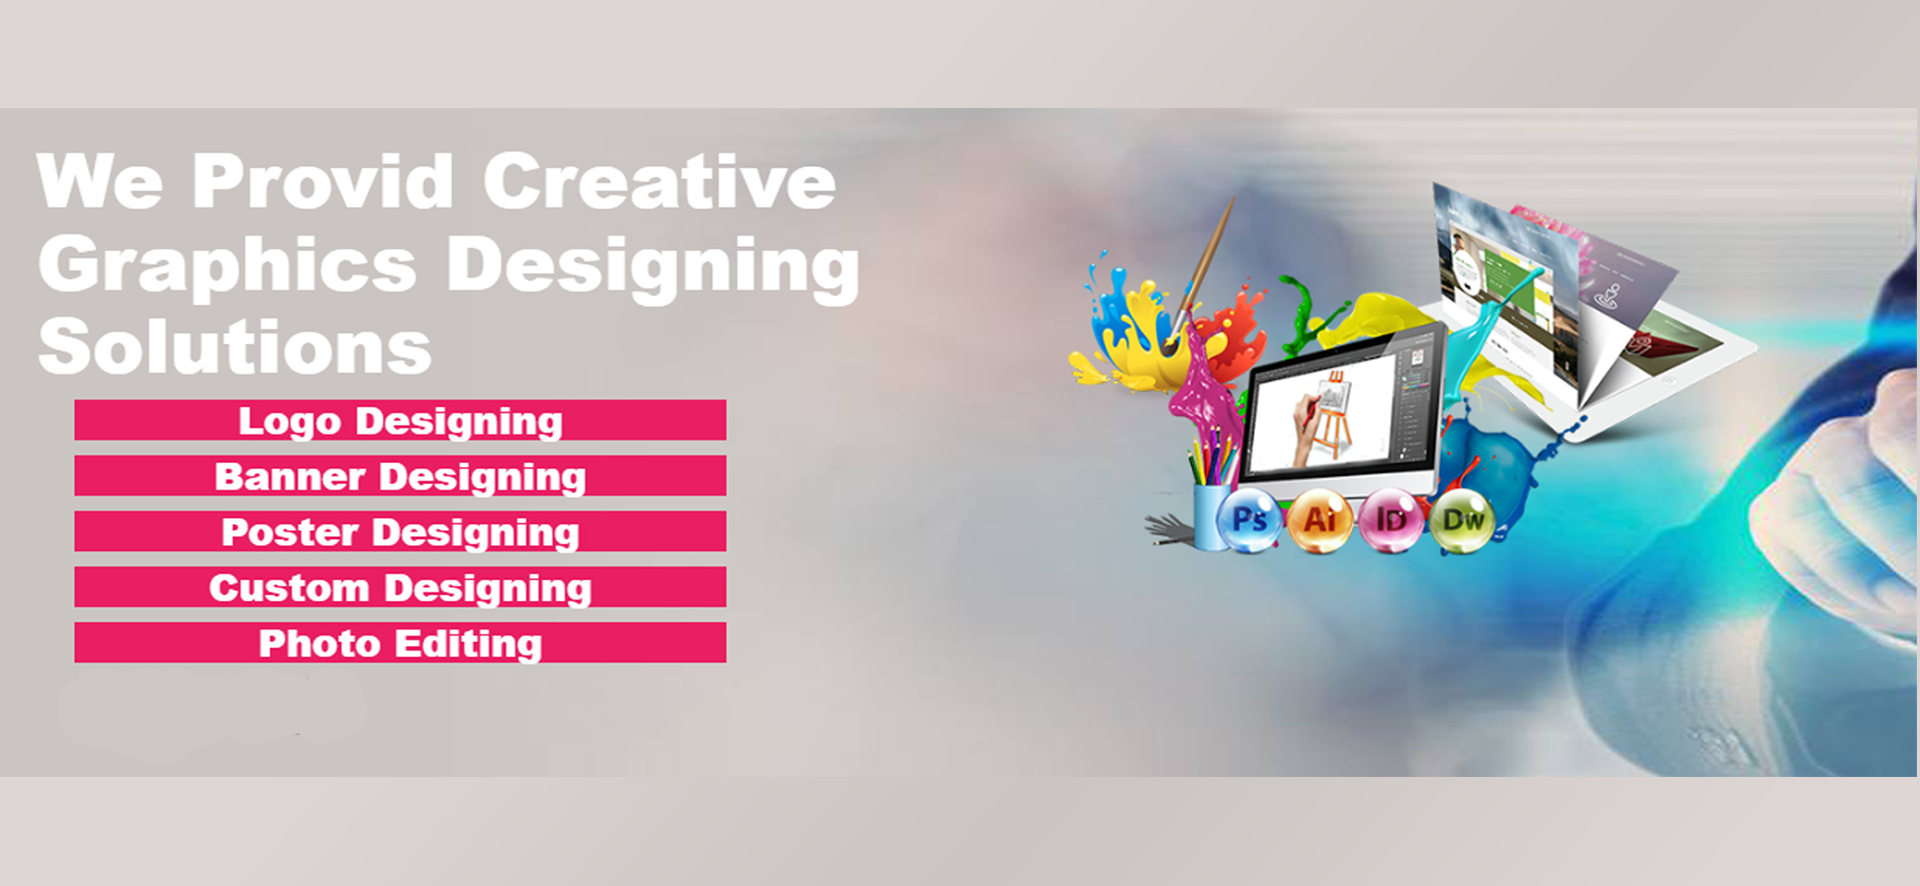 We Provid Creative
Graphics Designing
Solutions
Logo Designing
Banner Designing
Poster Designing
Custom Designing
Photo Editing
Ps Ai ID Dw